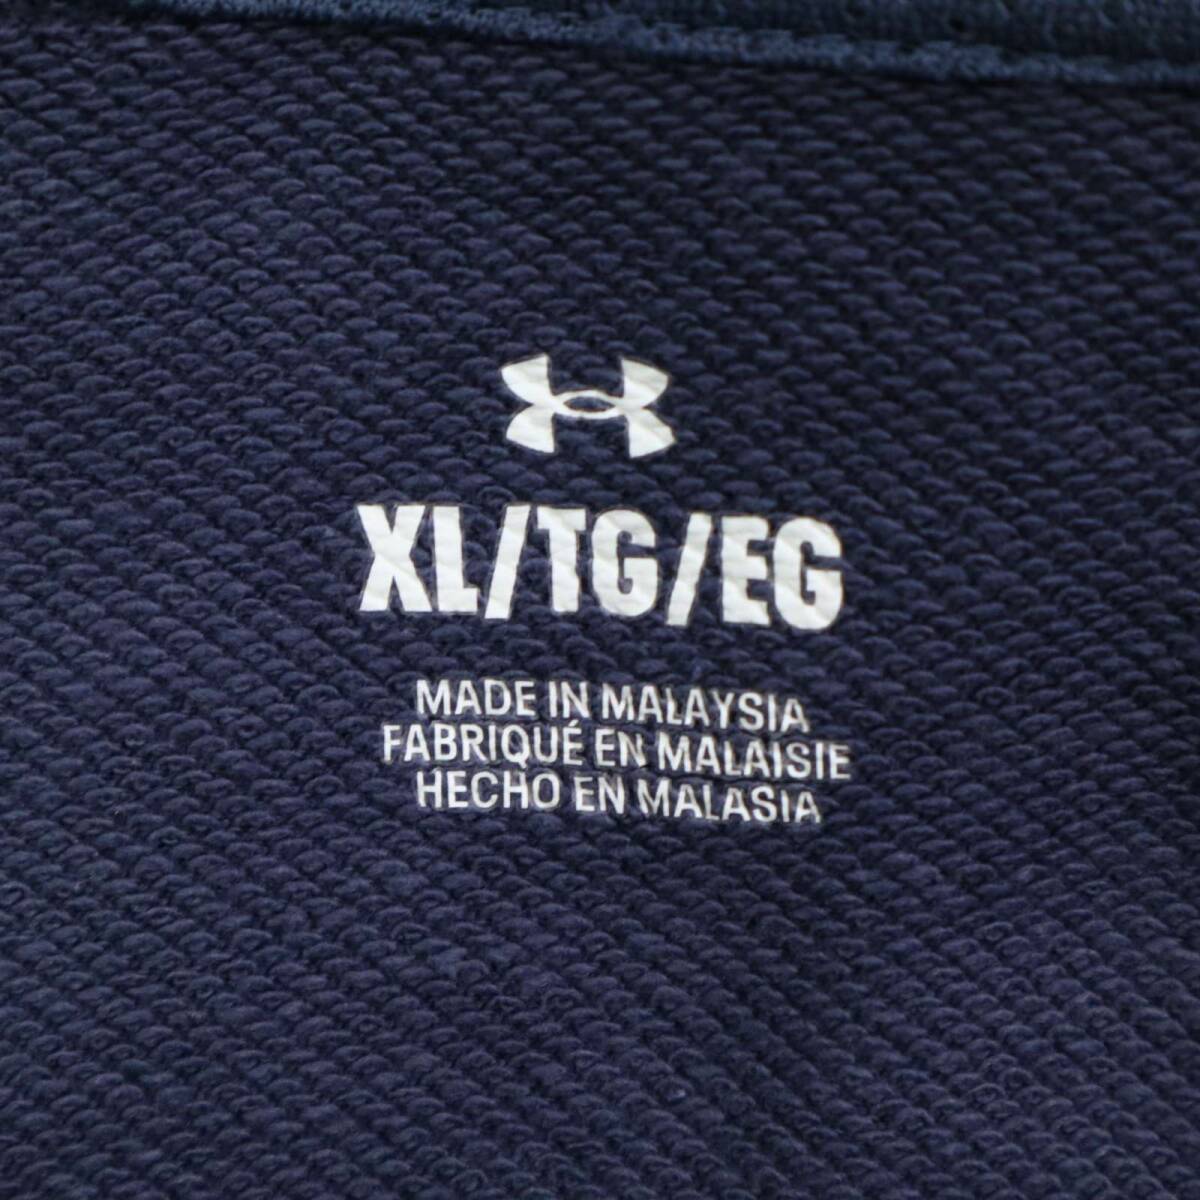 XL/TG/EG
MADE IN MALAYSIA
FABRIQUÉ EN MALAISIE
HECHO EN MALASIA